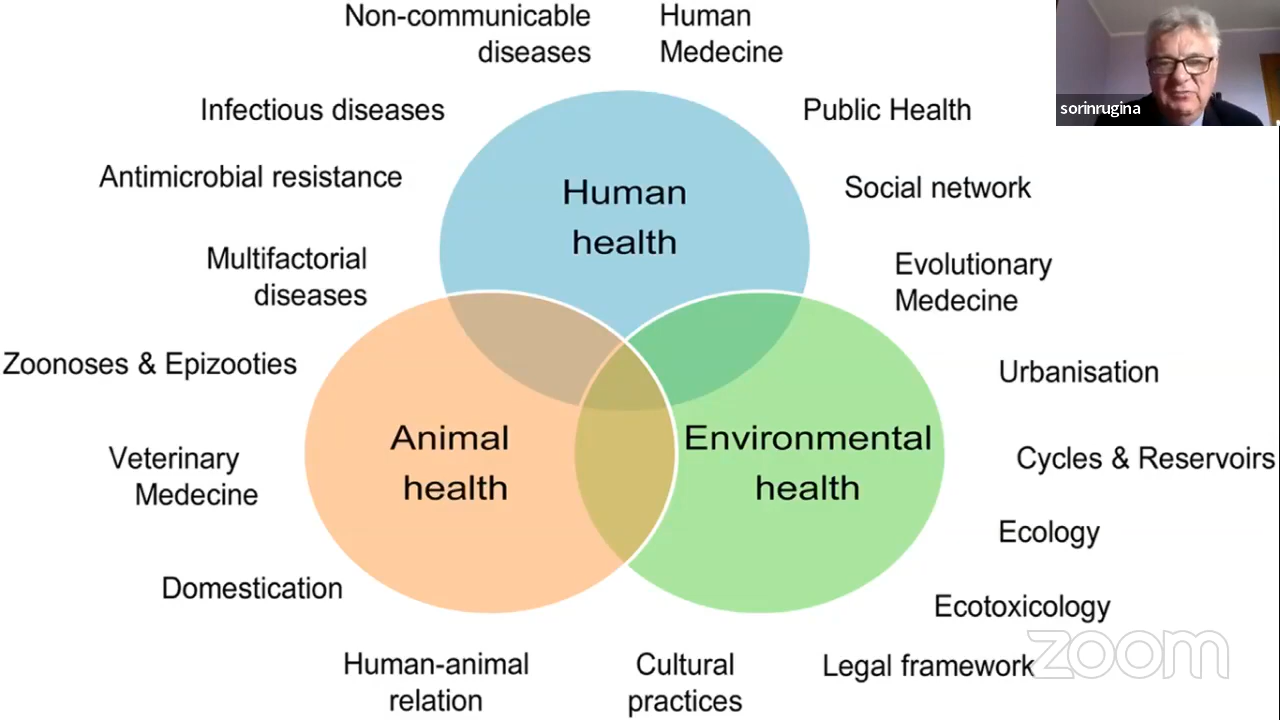 Non-communicable
diseases
Human
Medecine
sorinrugina
Infectious diseases
Public Health
Antimicrobial resistance
Social network
Human
health
Multifactorial
diseases
Evolutionary
Medecine
Zoonoses & Epizooties
Urbanisation
Animal
health
Environmental
health
Veterinary
Medecine
Cycles & Reservoirs
Ecology
Domestication
Ecotoxicology
Human-animal
relation
Cultural
practices
Legal framework
zoom